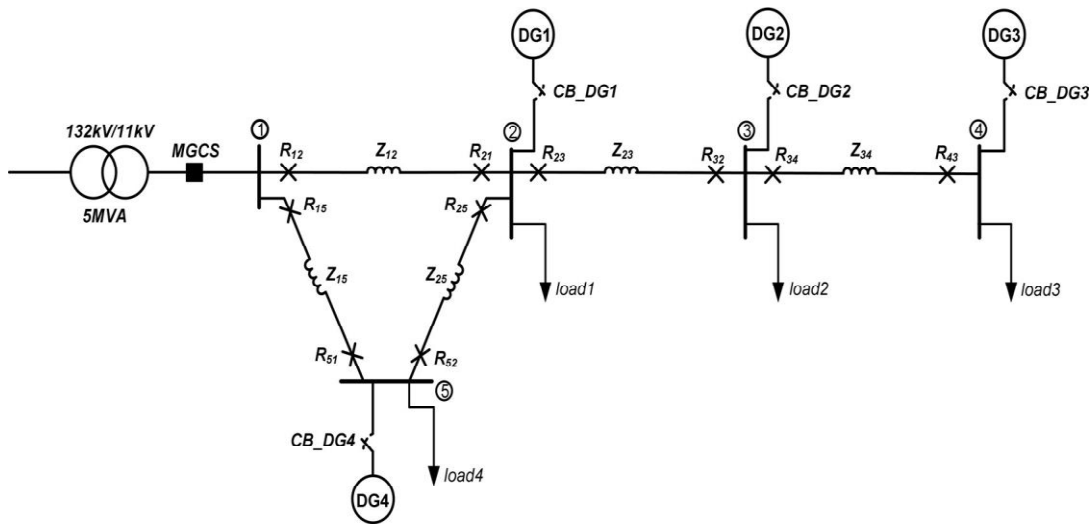 DG1
DG2
DG3
CB_DG1
CB_DG2
CB_DG3
132kV/11kV
MGCS
5MVA
1
R12
Z12
R21
2
R23
Z23
R32
3
R34
Z34
R43
4
R15
R25
Z15
Z25
load1
load2
load3
R51
R52
5
CB_DG4
load4
DG4